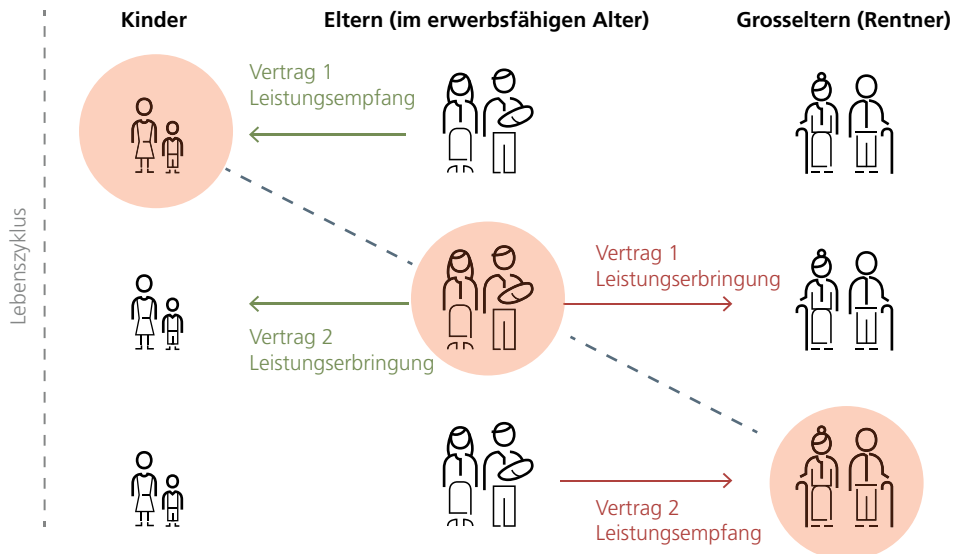 Kinder
Eltern (im erwerbsfähigen Alter)
Grosseltern (Rentner)
Lebenszyklus
Vertrag 1
Leistungsempfang
Vertrag 1
Leistungserbringung
Vertrag 2
Leistungserbringung
Vertrag 2
Leistungsempfang